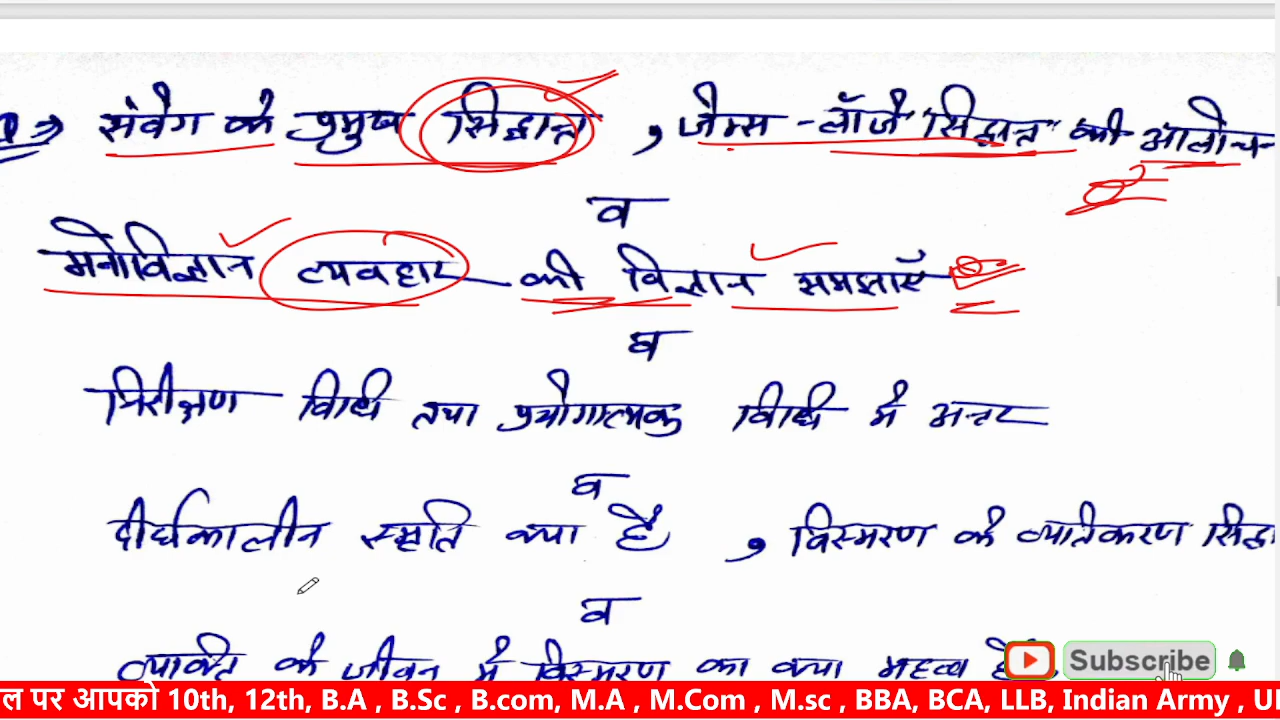 संवेग के प्रमुख सिद्धान्त , जेम्स - लॉजे "सिद्धान्त" की आलोचन
व
मनोविज्ञान व्यवहार की विज्ञान समझाएँ
व
निरीक्षण विधि तथा प्रयोगात्मक विधि में अन्तर
व
दीर्घकालीन स्मृति क्या है , विस्मरण के व्यतिकरण सिद्धा
व
व्यक्ति के जीवन में विस्मरण का क्या महत्व है
Subscribe
ल पर आपको 10th, 12th, B.A , B.Sc , B.com, M.A , M.Com , M.sc , BBA, BCA, LLB, Indian Army , U